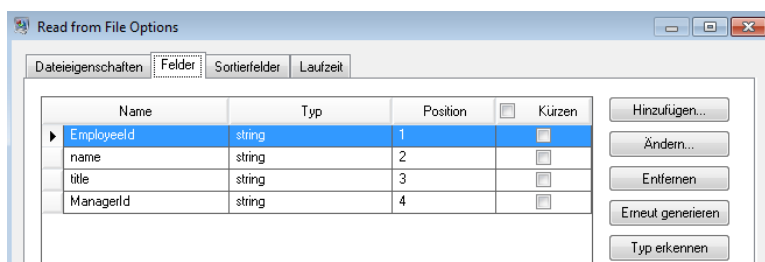 Read from File Options
Dateieigenschaften Felder Sortierfelder Laufzeit
Name Typ Position Kürzen Hinzufügen...
EmployeeId string 1
Ändern...
name string 2
title string 3 Entfernen
ManagerId string 4
Erneut generieren
Typ erkennen